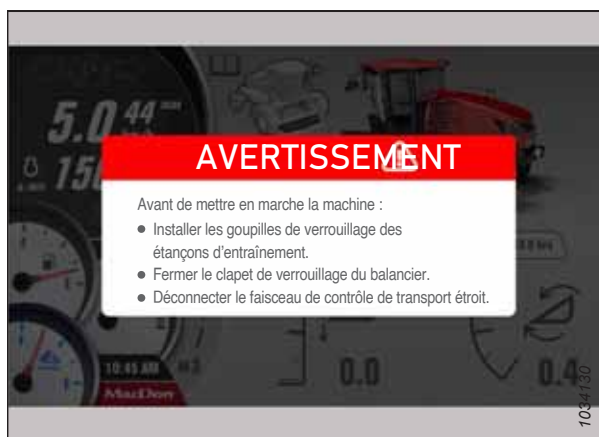 5.0 44
15
AVERTISSEMENT
Avant de mettre en marche la machine :
● Installer les goupilles de verrouillage des
étançons d'entraînement.
● Fermer le clapet de verrouillage du balancier.
● Déconnecter le faisceau de contrôle de transport étroit.
10:45 AM
MacDon
0.0
0.4
1034130